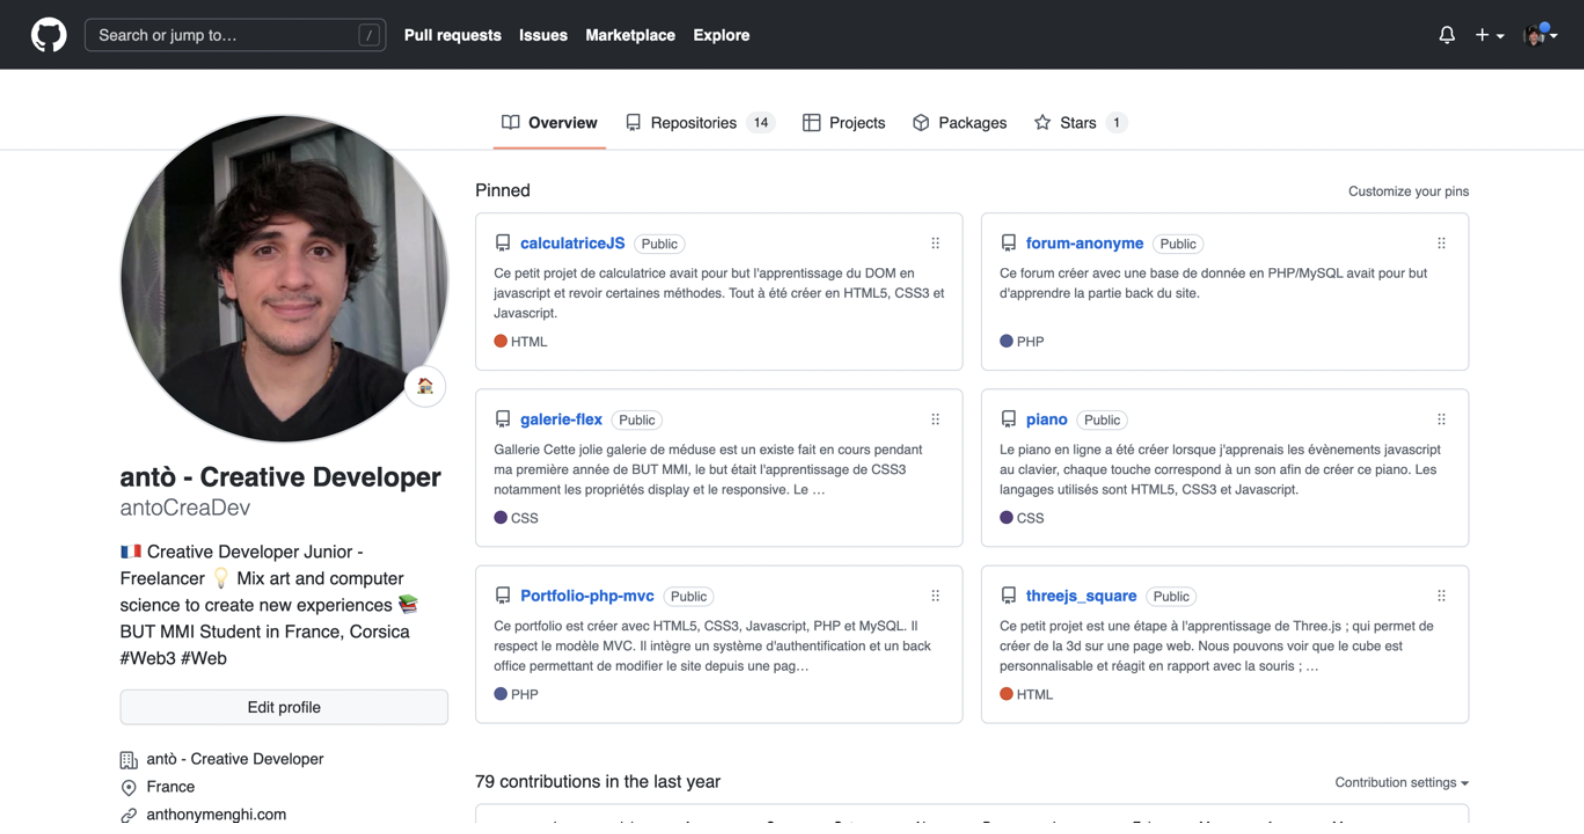 Search or jump to... /
Pull requests
Issues
Marketplace
Explore
Overview
Repositories 14
Projects
Packages
Stars 1
antò - Creative Developer
antoCreaDev
Creative Developer Junior -
Freelancer 💡 Mix art and computer
science to create new experiences 📚
BUT MMI Student in France, Corsica
#Web3 #Web
Edit profile
antò - Creative Developer
France
anthonymenghi.com
Pinned
Customize your pins
calculatriceJS Public
Ce petit projet de calculatrice avait pour but l'apprentissage du DOM en
javascript et revoir certaines méthodes. Tout à été créer en HTML5, CSS3 et
Javascript.
HTML
forum-anonyme Public
Ce forum créer avec une base de donnée en PHP/MySQL avait pour but
d'apprendre la partie back du site.
PHP
galerie-flex Public
Gallerie Cette jolie galerie de méduse est un existe fait en cours pendant
ma première année de BUT MMI, le but était l'apprentissage de CSS3
notamment les propriétés display et le responsive. Le ...
CSS
piano Public
Le piano en ligne a été créer lorsque j'apprenais les évènements javascript
au clavier, chaque touche correspond à un son afin de créer ce piano. Les
langages utilisés sont HTML5, CSS3 et Javascript.
CSS
Portfolio-php-mvc Public
Ce portfolio est créer avec HTML5, CSS3, Javascript, PHP et MySQL. Il
respect le modèle MVC. Il intègre un système d'authentification et un back
office permettant de modifier le site depuis une pag...
PHP
threejs_square Public
Ce petit projet est une étape à l'apprentissage de Three.js ; qui permet de
créer de la 3d sur une page web. Nous pouvons voir que le cube est
personnalisable et réagit en rapport avec la souris ; ...
HTML
79 contributions in the last year
Contribution settings